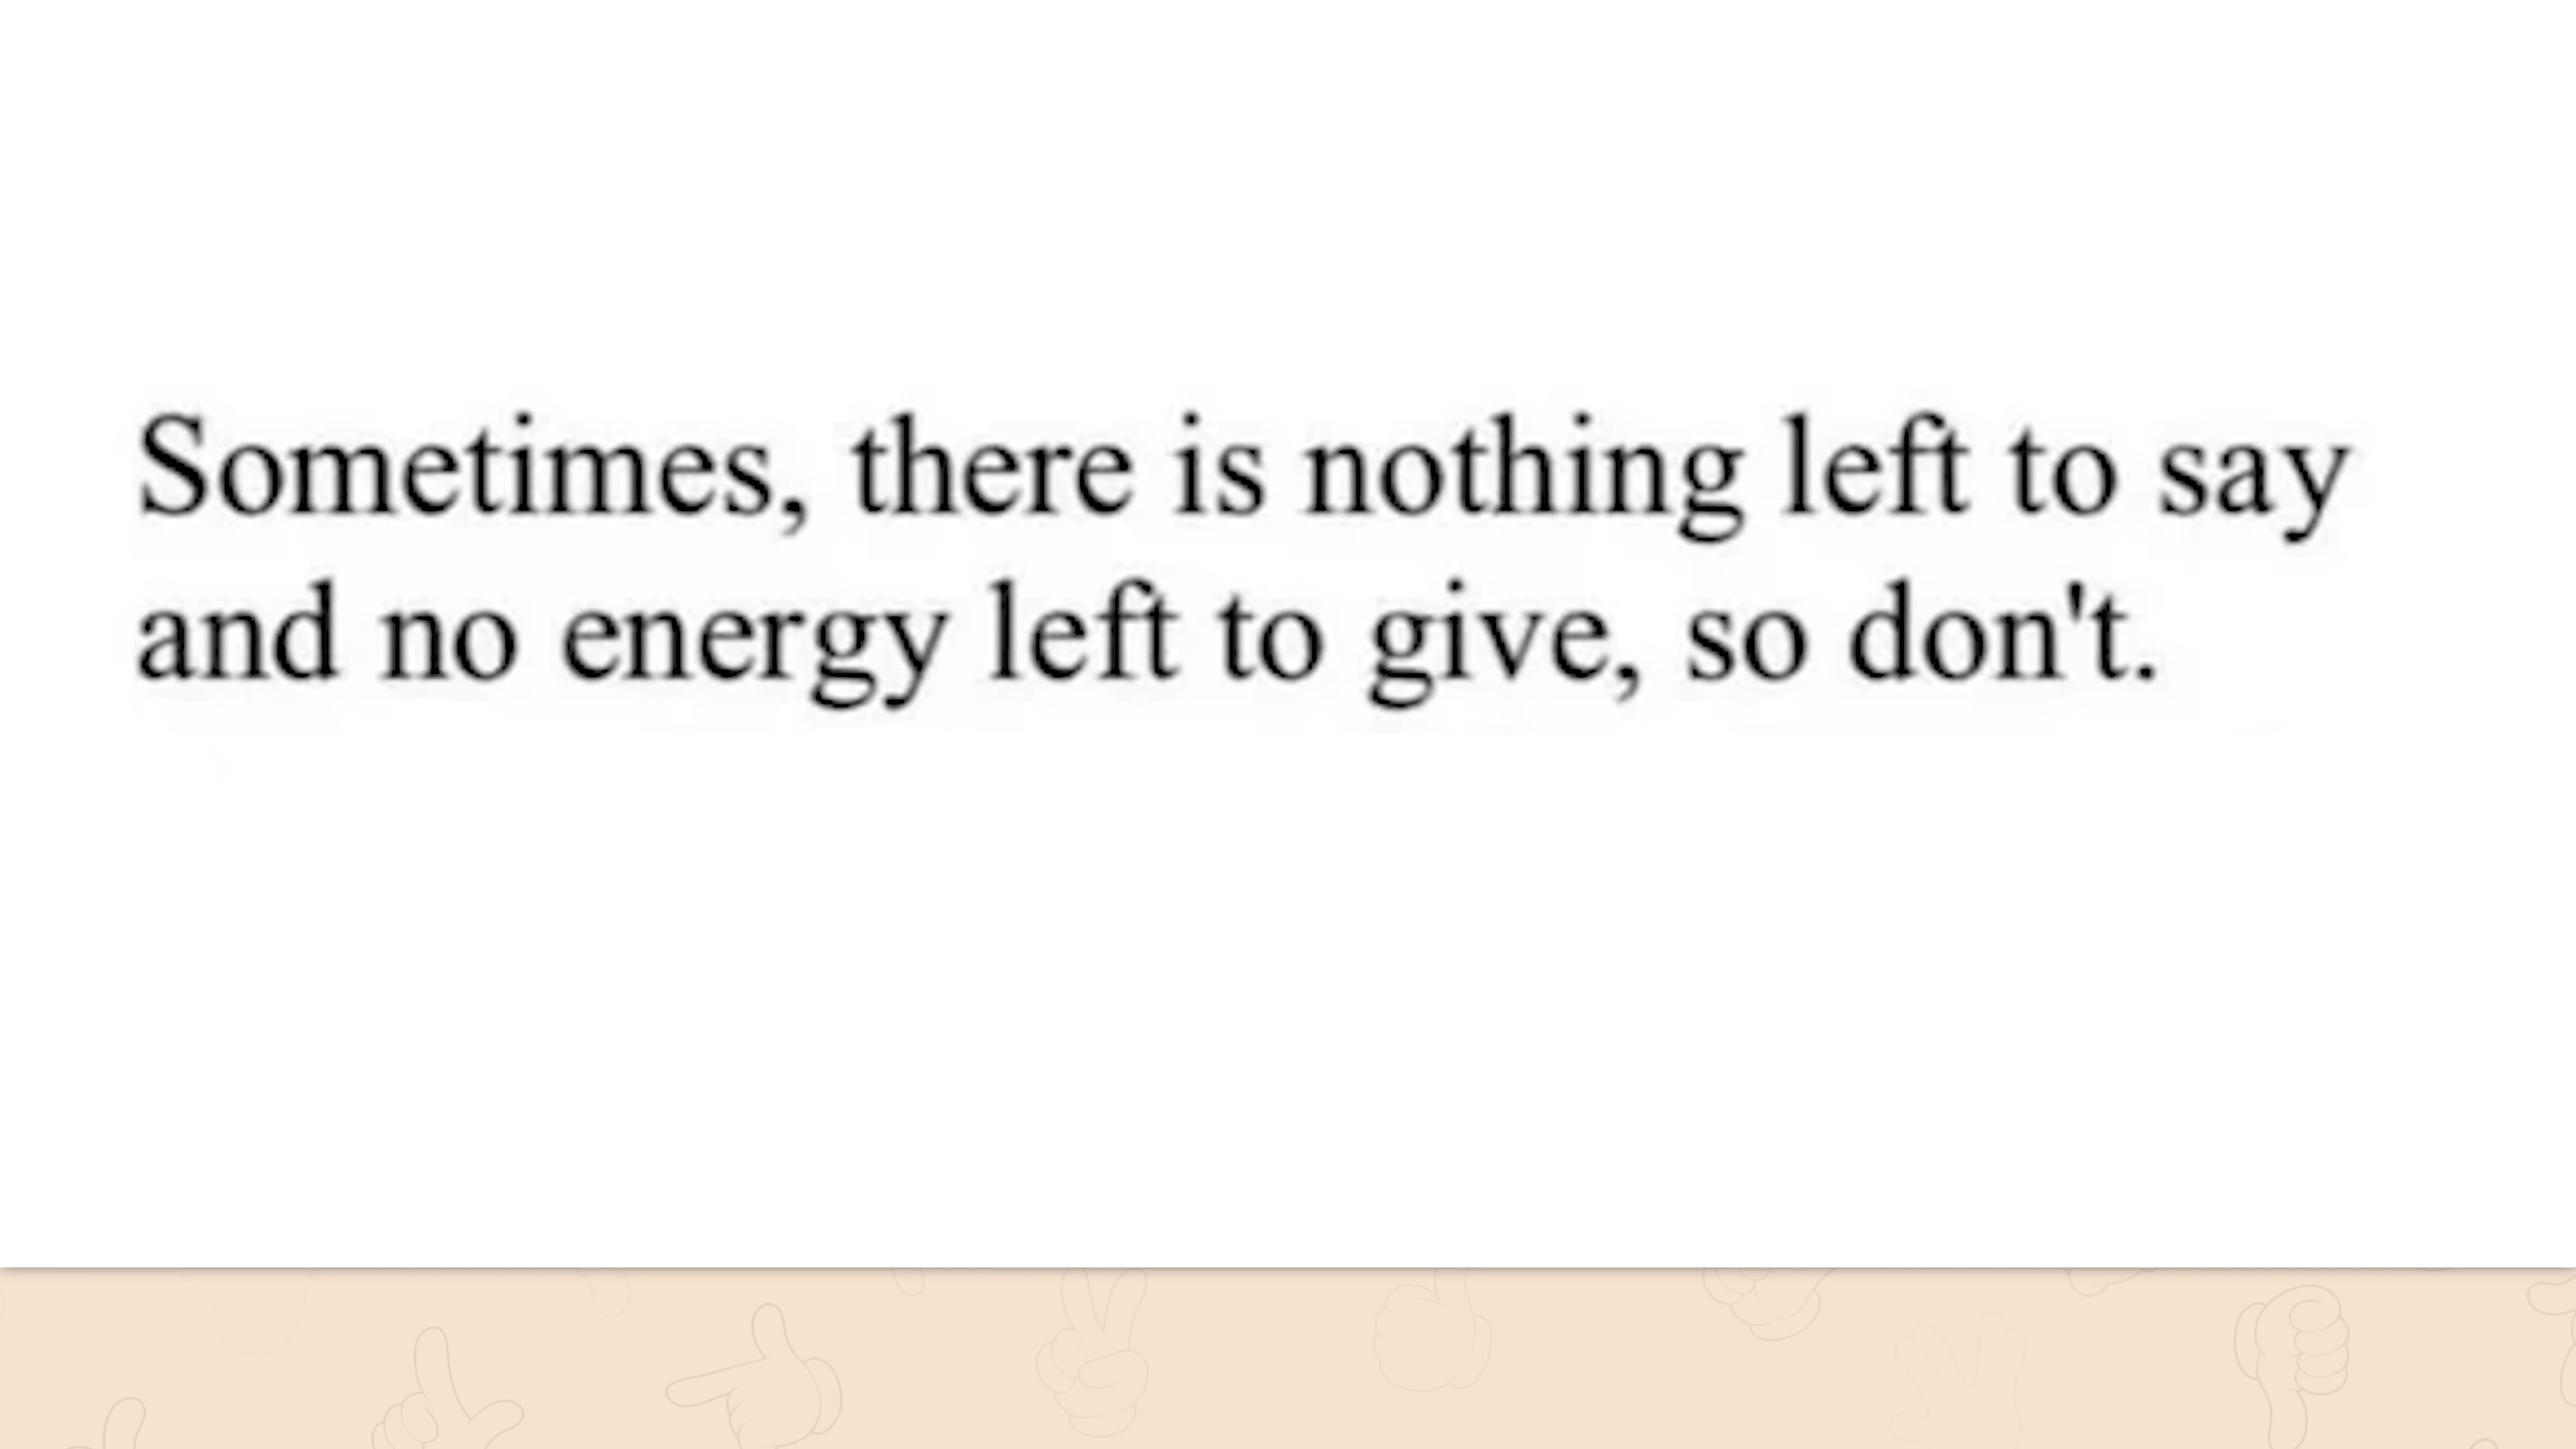 Sometimes, there is nothing left to say
and no energy left to give, so don't.